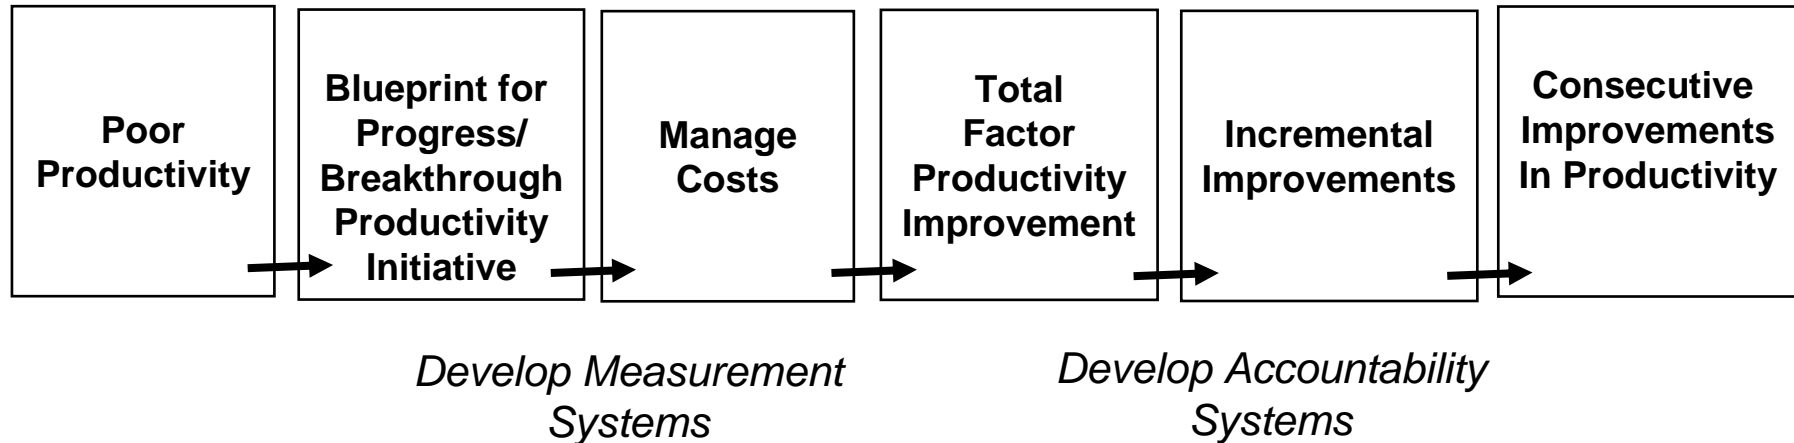 Poor
Productivity
Blueprint for
Progress/
Breakthrough
Productivity
Initiative
Manage
Costs
Total
Factor
Productivity
Improvement
Incremental
Improvements
Consecutive
Improvements
In Productivity
Develop Measurement
Systems
Develop Accountability
Systems